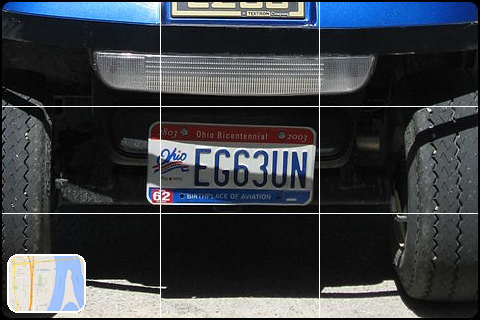 TEXTRON
1803 Ohio Bicentennial 2003
Ohio
EG63UN
62 BIRTHPLACE OF AVIATION